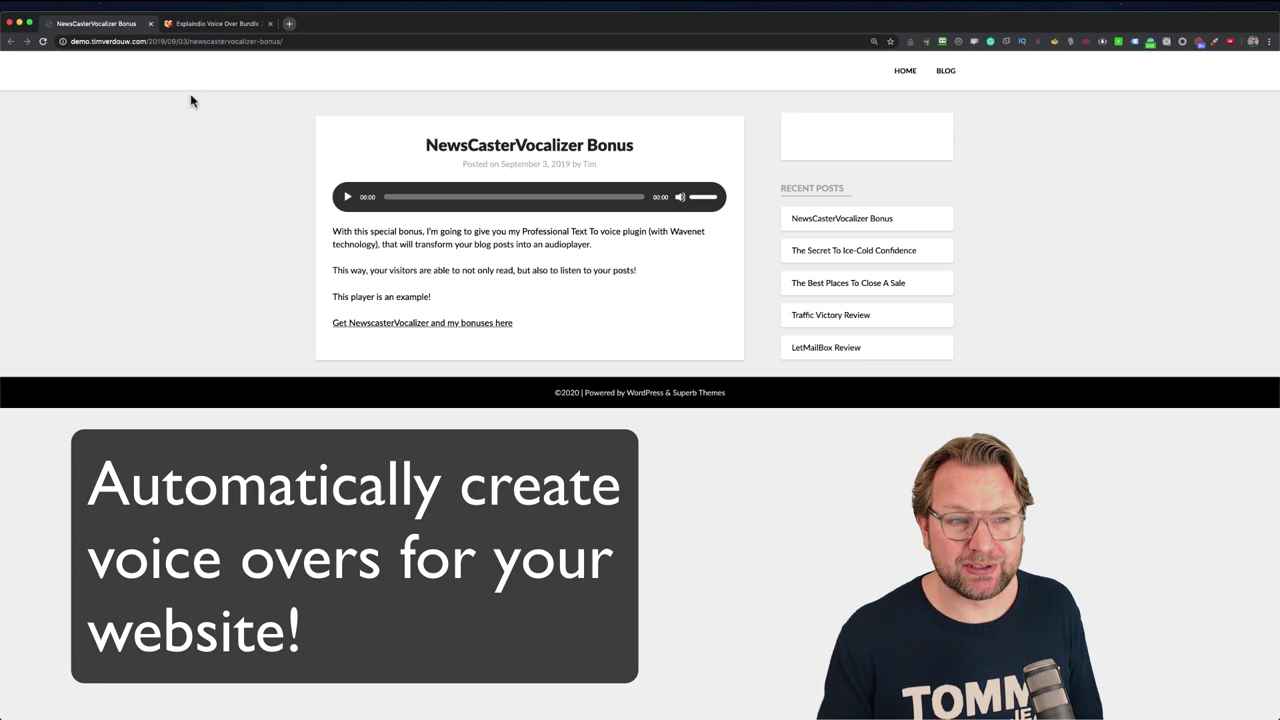 NewsCasterVocalizer Bonus
Explaindio Voice Over Bundle
demo.timverdouw.com/2019/09/03/newscastervocalizer-bonus/
HOME
BLOG
NewsCasterVocalizer Bonus
Posted on September 3, 2019 by Tim
00:00
00:00
With this special bonus, I'm going to give you my Professional Text To voice plugin (with Wavenet
technology), that will transform your blog posts into an audioplayer.
This way, your visitors are able to not only read, but also to listen to your posts!
This player is an example!
Get NewscasterVocalizer and my bonuses here
RECENT POSTS
NewsCasterVocalizer Bonus
The Secret To Ice-Cold Confidence
The Best Places To Close A Sale
Traffic Victory Review
LetMailBox Review
©2020 | Powered by WordPress & Superb Themes
Automatically create
voice overs for your
website!
TOMM